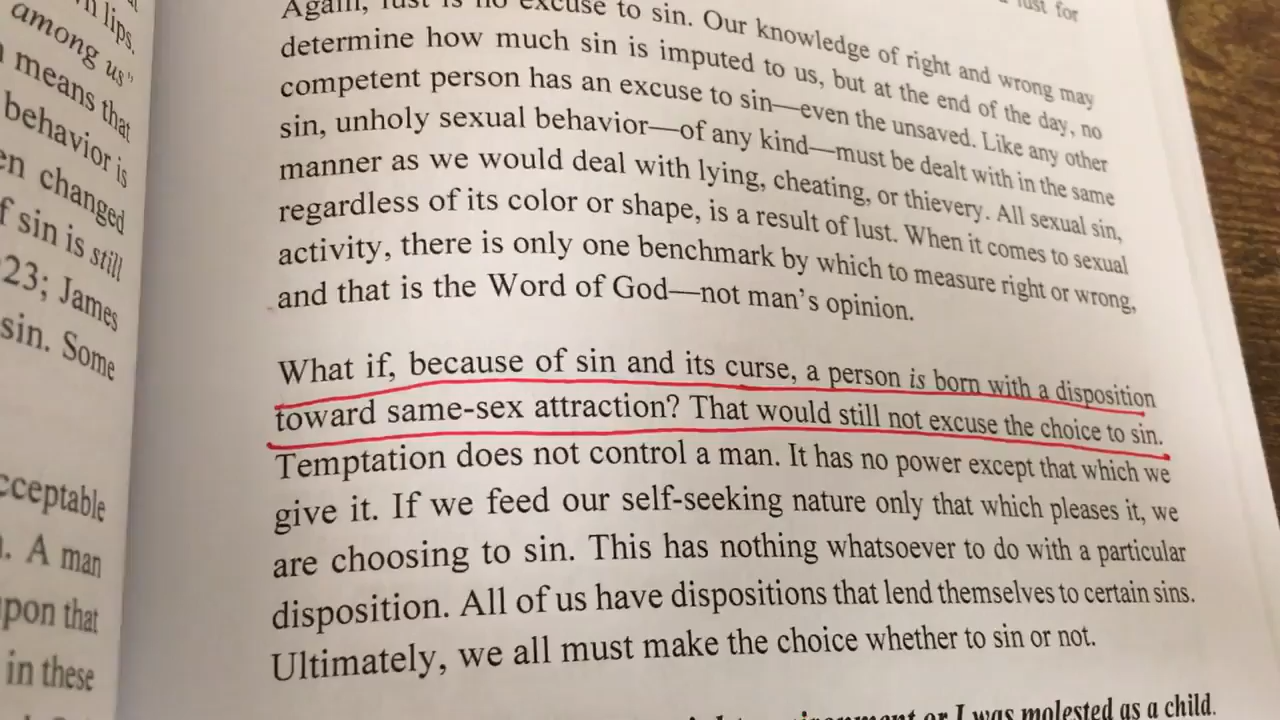 n lips.
among us"
means that
behavior is
en changed
f sin is still
23; James
sin. Some
cceptable
. A man
upon that
in these
lust for
Again, lust is no excuse to sin. Our knowledge of right and wrong may
determine how much sin is imputed to us, but at the end of the day, no
competent person has an excuse to sin—even the unsaved. Like any other
sin, unholy sexual behavior—of any kind—must be dealt with in the same
manner as we would deal with lying, cheating, or thievery. All sexual sin,
regardless of its color or shape, is a result of lust. When it comes to sexual
activity, there is only one benchmark by which to measure right or wrong,
and that is the Word of God—not man's opinion.
What if, because of sin and its curse, a person is born with a disposition
toward same-sex attraction? That would still not excuse the choice to sin.
Temptation does not control a man. It has no power except that which we
give it. If we feed our self-seeking nature only that which pleases it, we
are choosing to sin. This has nothing whatsoever to do with a particular
disposition. All of us have dispositions that lend themselves to certain sins.
Ultimately, we all must make the choice whether to sin or not.
or I was molested as a child.